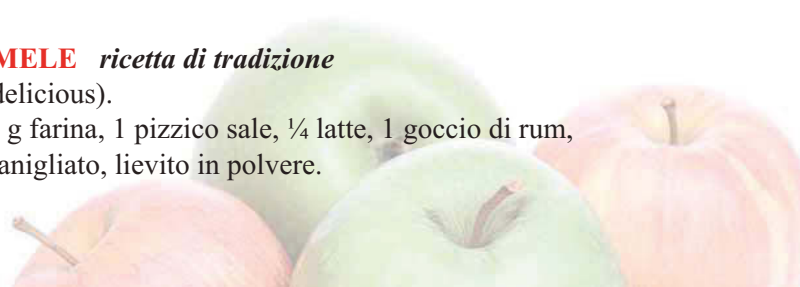 MELE ricetta di tradizione
delicious).
g farina, 1 pizzico sale, ¼ latte, 1 goccio di rum,
anigliato, lievito in polvere.